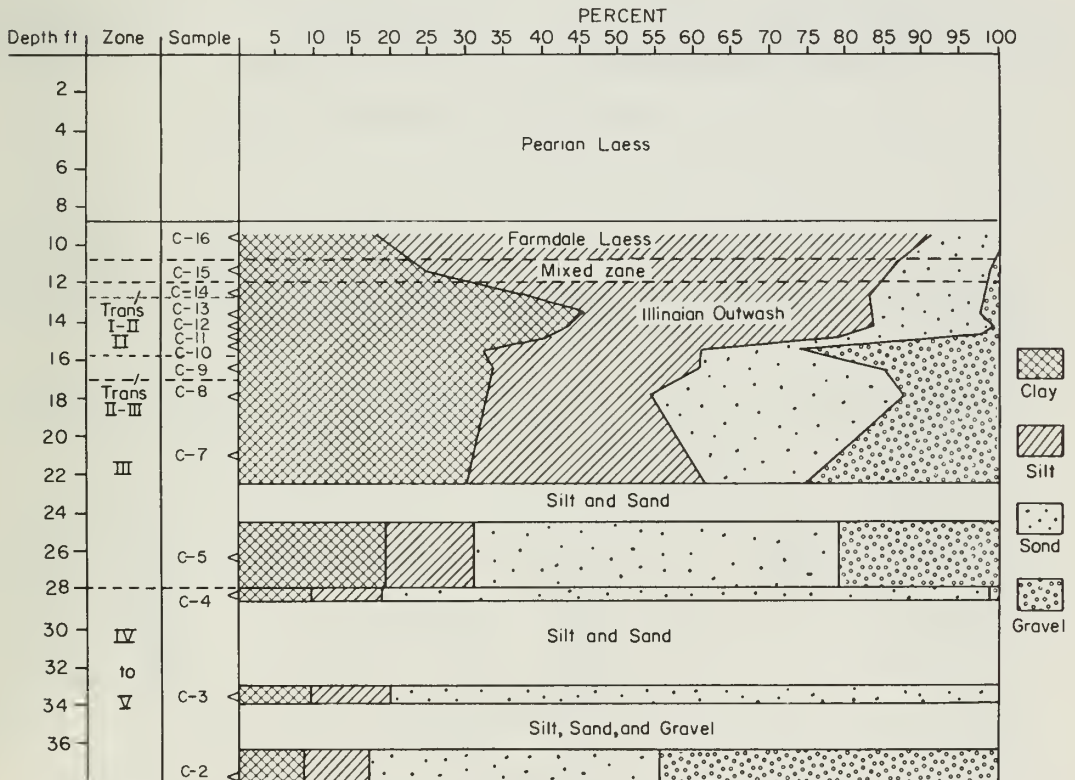 PERCENT
Depth ft Zone Sample 5 10 15 20 25 30 35 40 45 50 55 60 65 70 75 80 85 90 95 100
2
4
6
8
10
12
14
16
18
20
22
24
26
28
30
32
34
36
Trans
I-II
II
Trans
II-III
III
IV
to
V
C-16
C-15
C-14
C-13
C-12
C-11
C-10
C-9
C-8
C-7
C-5
C-4
C-3
C-2
Pearian Laess
Farmdale Laess
Mixed zone
Illinaian Outwash
Silt and Sand
Silt and Sand
Silt, Sand, and Gravel
Clay
Silt
Sond
Gravel